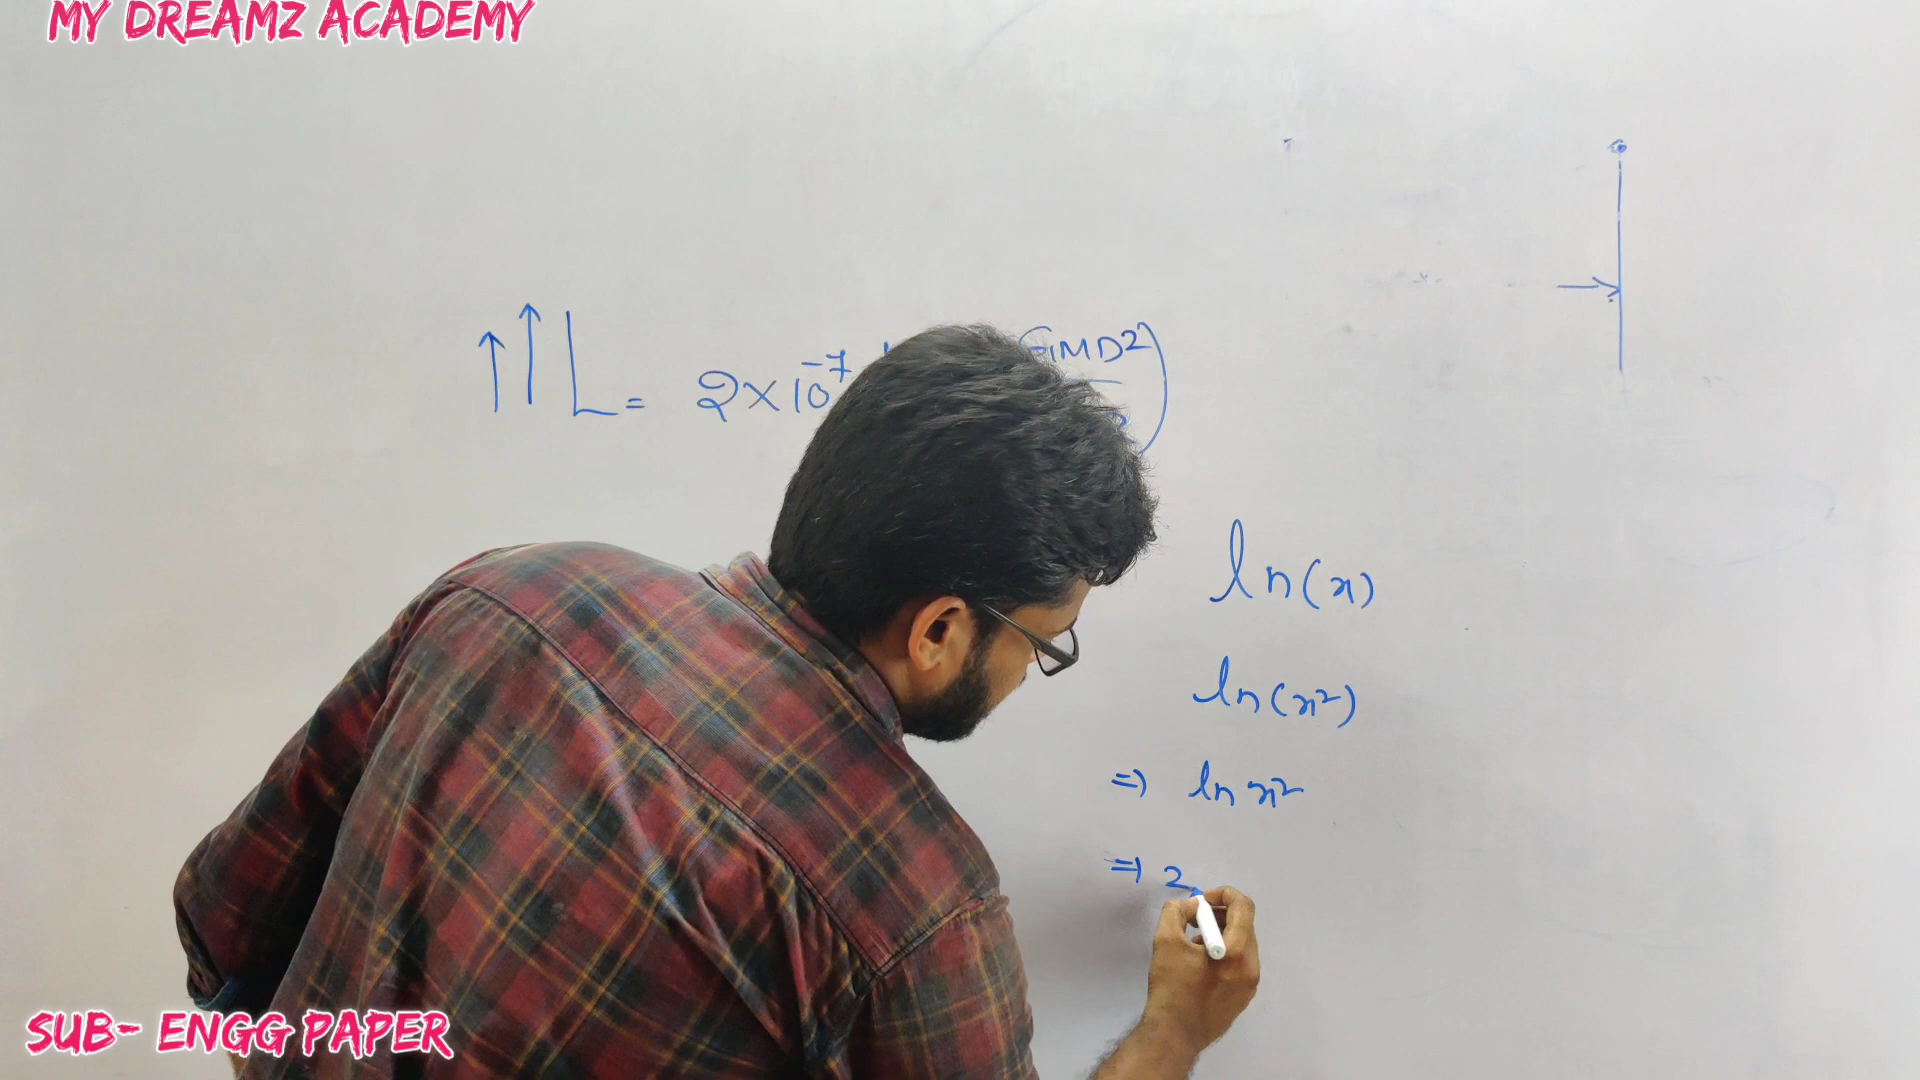 MY DREAMZ ACADEMY
↑↑ L = 2×10⁻⁷ GMD²)
ln(x)
ln(x²)
⇒ ln x²
⇒ 2
SUB- ENGG PAPER